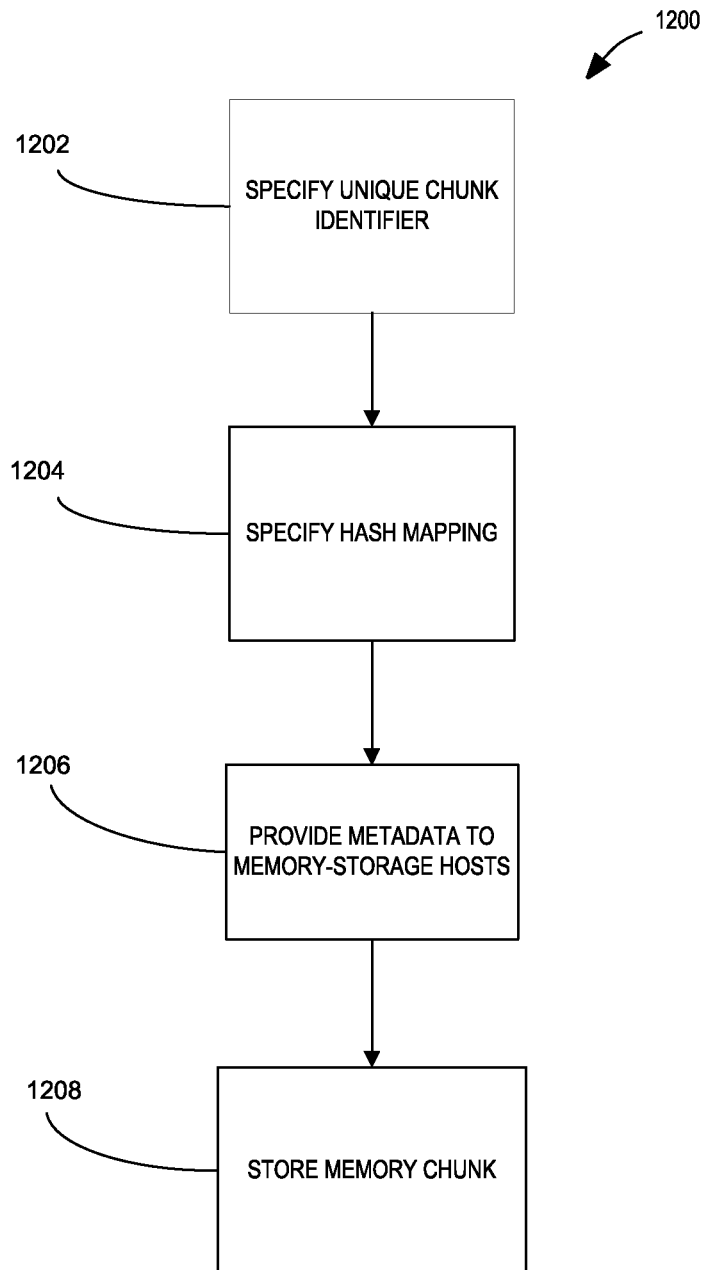 1200
1202
SPECIFY UNIQUE CHUNK
IDENTIFIER
1204
SPECIFY HASH MAPPING
1206
PROVIDE METADATA TO
MEMORY-STORAGE HOSTS
1208
STORE MEMORY CHUNK